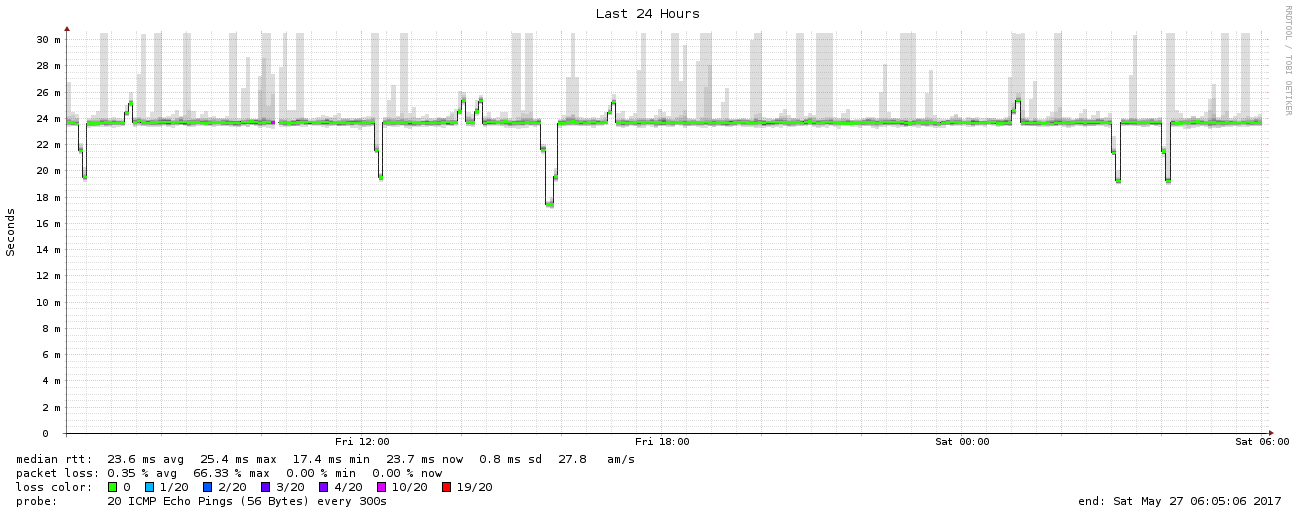 Last 24 Hours
RRDTOOL / TOBI OETIKER
Seconds
30 m
28 m
26 m
24 m
22 m
20 m
18 m
16 m
14 m
12 m
10 m
8 m
6 m
4 m
2 m
0
Fri 12:00 Fri 18:00 Sat 00:00 Sat 06:00
median rtt: 23.6 ms avg 25.4 ms max 17.4 ms min 23.7 ms now 0.8 ms sd 27.8 am/s
packet loss: 0.35 % avg 66.33 % max 0.00 % min 0.00 % now
loss color: 0 1/20 2/20 3/20 4/20 10/20 19/20
probe: 20 ICMP Echo Pings (56 Bytes) every 300s end: Sat May 27 06:05:06 2017